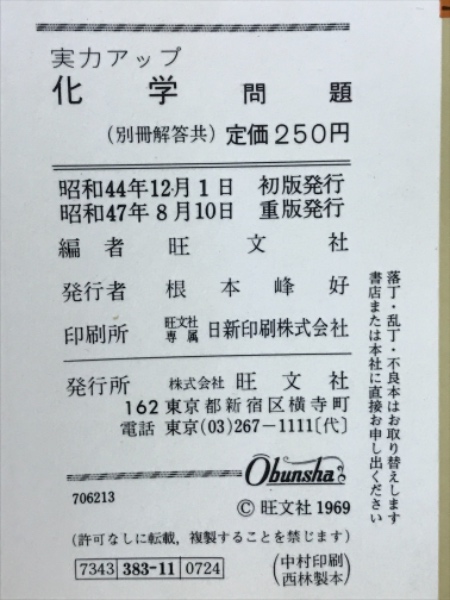 実力アップ
化学 問題
(別冊解答共) 定価250円
昭和44年12月1日 初版発行
昭和47年8月10日 重版発行
編者 旺文社
発行者 根本峰好
印刷所 旺文社専属 日新印刷株式会社
発行所 株式会社 旺文社
162 東京都新宿区横寺町
電話 東京(03)267-1111〔代〕
Obunsha
706213
© 旺文社 1969
(許可なしに転載,複製することを禁じます)
7343 383-11 0724
(中村印刷
西林製本)
落丁・乱丁・不良本はお取り替えします
書店または本社に直接お申し出ください